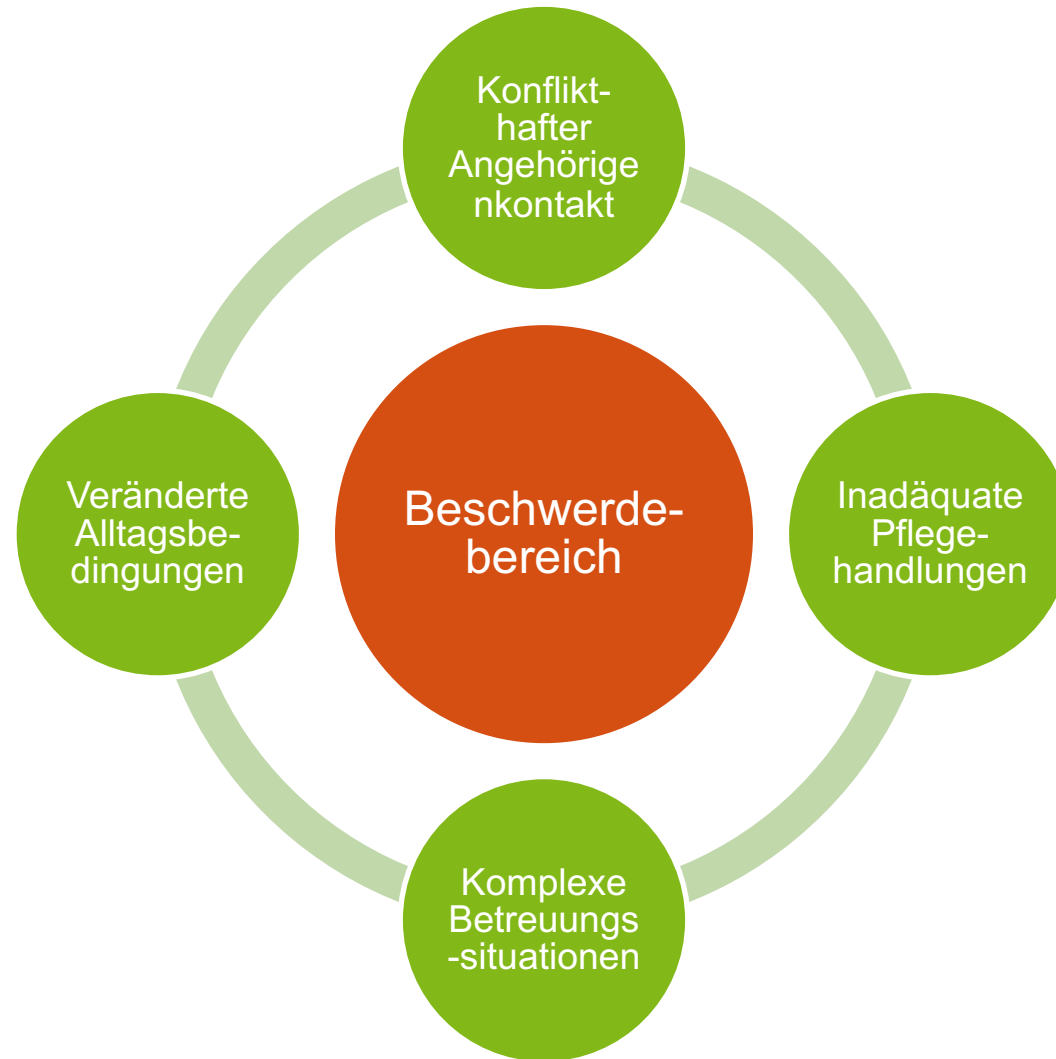 Konflikt-
hafter
Angehörige
nkontakt
Veränderte
Alltagsbe-
dingungen
Beschwerde-
bereich
Inadäquate
Pflege-
handlungen
Komplexe
Betreuungs
-situationen